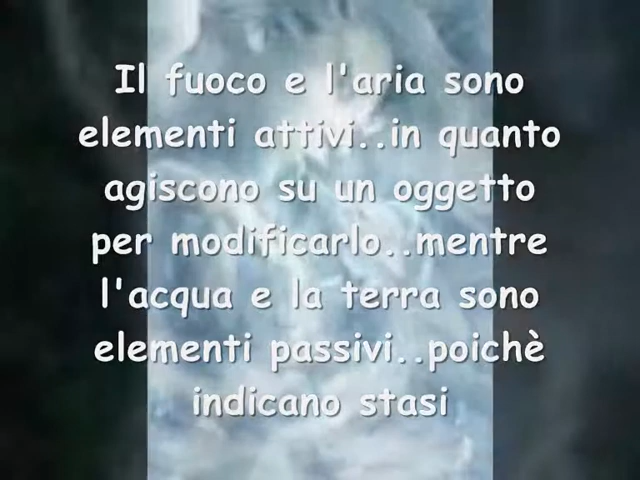 Il fuoco e l'aria sono
elementi attivi..in quanto
agiscono su un oggetto
per modificarlo..mentre
l'acqua e la terra sono
elementi passivi..poichè
indicano stasi